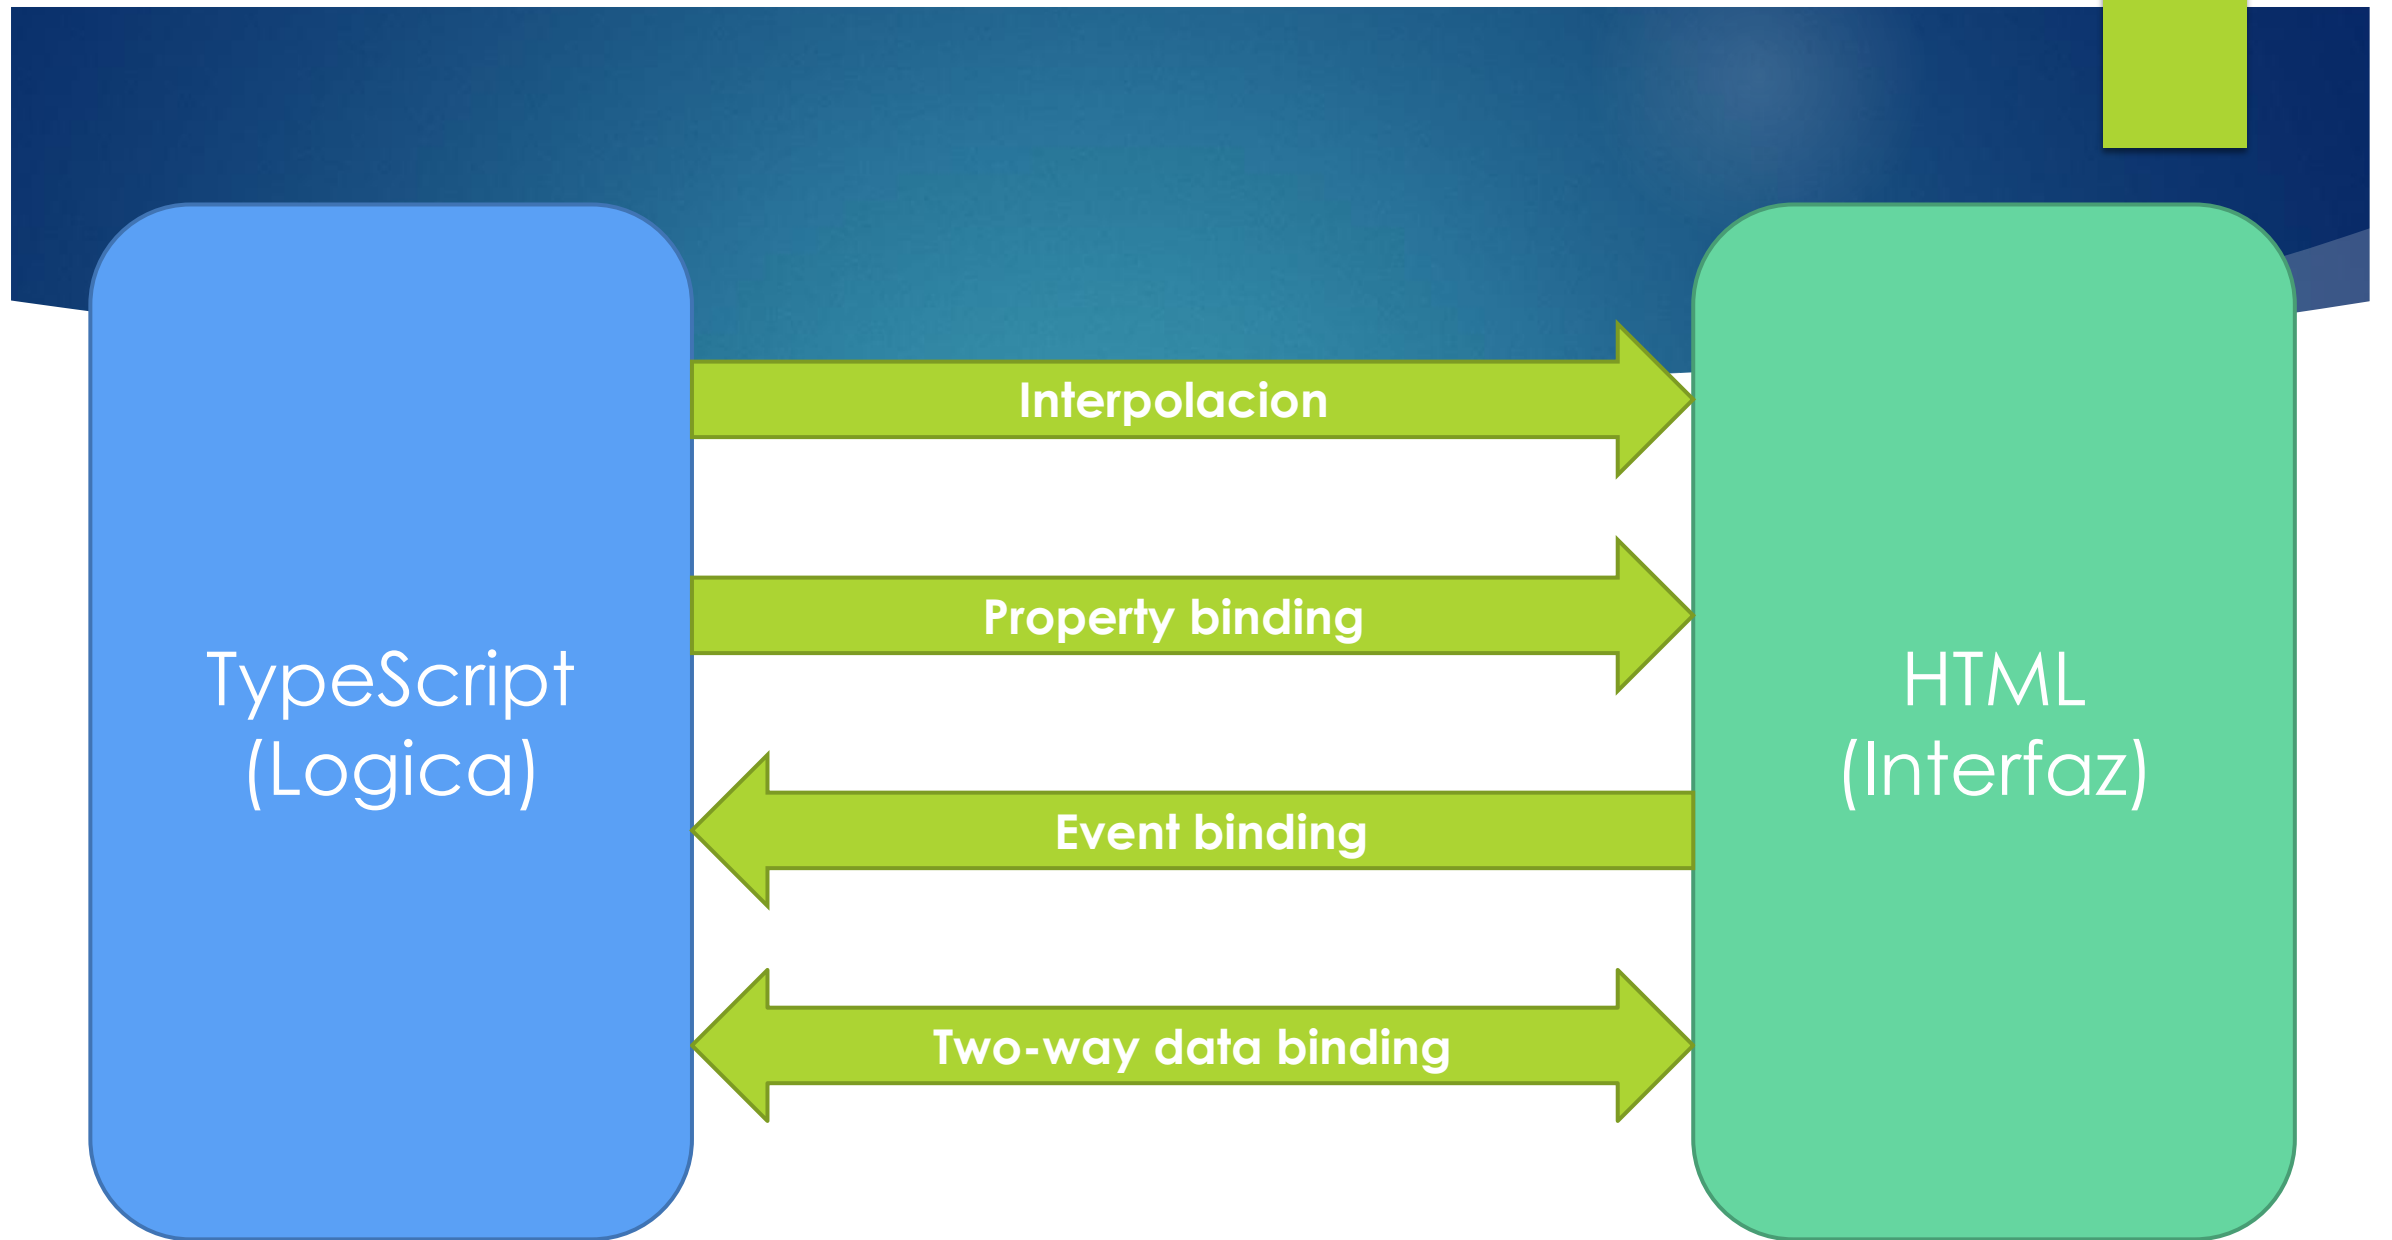 Interpolacion
Property binding
TypeScript
(Logica)
HTML
(Interfaz)
Event binding
Two-way data binding